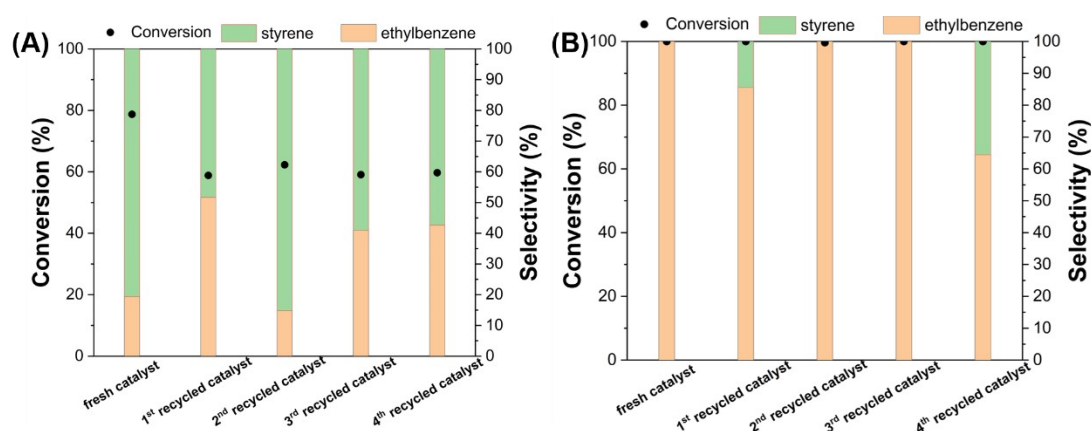 (A)
Conversion styrene ethylbenzene
100 100
90
80 80
70
60 60
50
40 40
30
20 20
10
0 0
Conversion (%)
Selectivity (%)
fresh catalyst
1st recycled catalyst
2nd recycled catalyst
3rd recycled catalyst
4th recycled catalyst
(B)
Conversion styrene ethylbenzene
100 100
90
80 80
70
60 60
50
40 40
30
20 20
10
0 0
Conversion (%)
Selectivity (%)
fresh catalyst
1st recycled catalyst
2nd recycled catalyst
3rd recycled catalyst
4th recycled catalyst